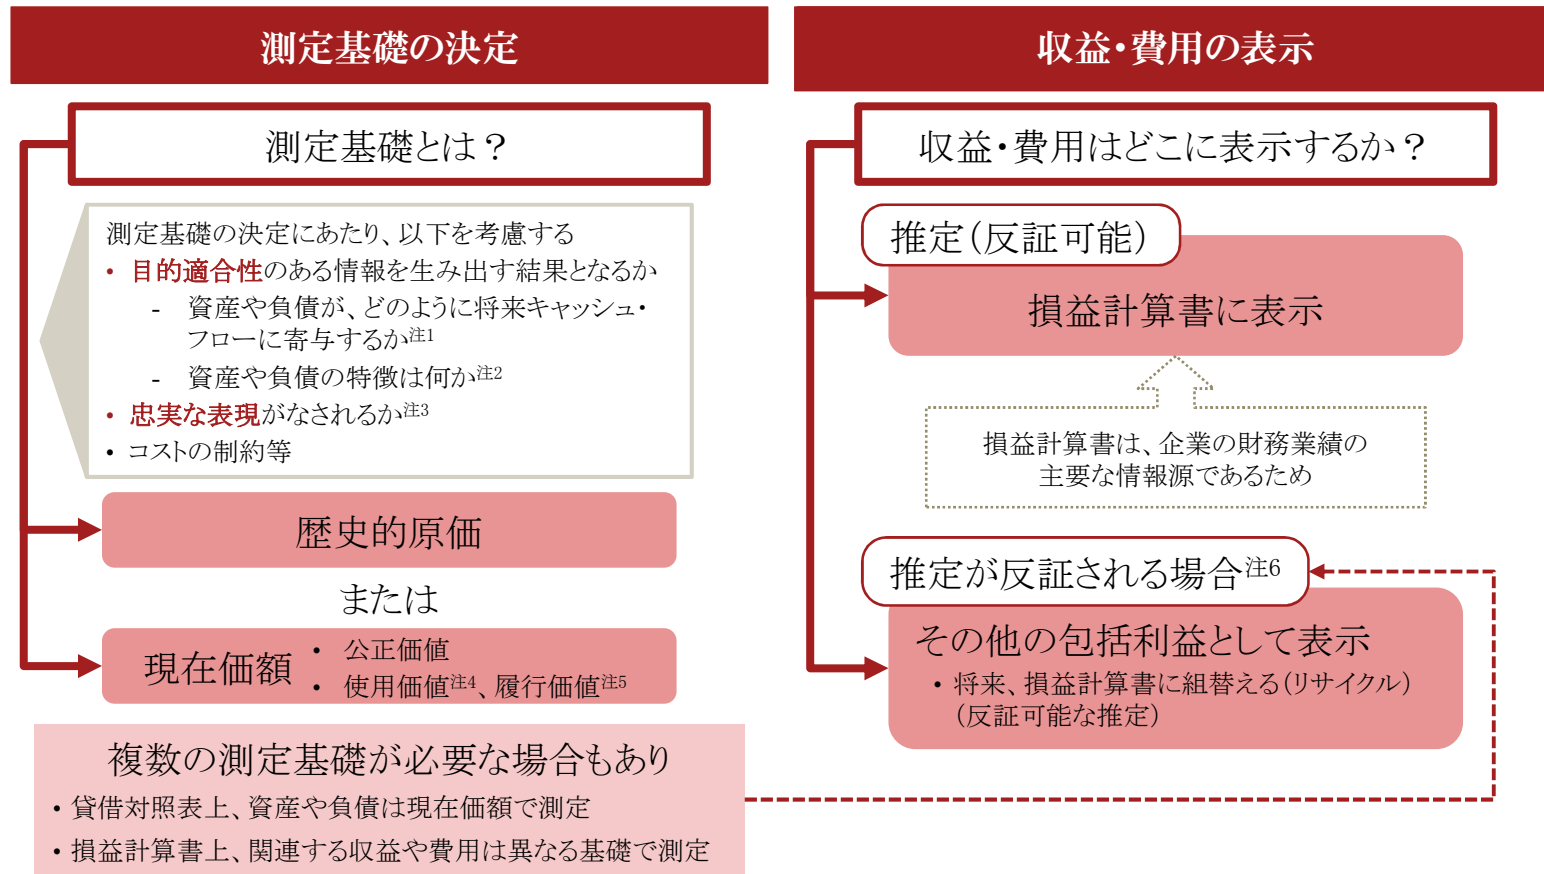 測定基礎の決定
測定基礎とは？
測定基礎の決定にあたり、以下を考慮する
• 目的適合性のある情報を生み出す結果となるか
- 資産や負債が、どのように将来キャッシュ・
フローに寄与するか注1
- 資産や負債の特徴は何か注2
• 忠実な表現がなされるか注3
• コストの制約等
歴史的原価
または
現在価額
• 公正価値
• 使用価値注4、履行価値注5
複数の測定基礎が必要な場合もあり
• 貸借対照表上、資産や負債は現在価額で測定
• 損益計算書上、関連する収益や費用は異なる基礎で測定
収益・費用の表示
収益・費用はどこに表示するか？
推定（反証可能）
損益計算書に表示
損益計算書は、企業の財務業績の
主要な情報源であるため
推定が反証される場合注6
その他の包括利益として表示
• 将来、損益計算書に組替える（リサイクル）
（反証可能な推定）